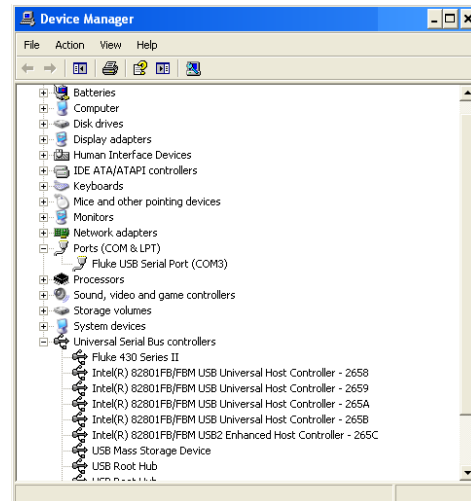 Device Manager
File Action View Help
Batteries
Computer
Disk drives
Display adapters
Human Interface Devices
IDE ATA/ATAPI controllers
Keyboards
Mice and other pointing devices
Monitors
Network adapters
Ports (COM & LPT)
Fluke USB Serial Port (COM3)
Processors
Sound, video and game controllers
Storage volumes
System devices
Universal Serial Bus controllers
Fluke 430 Series II
Intel(R) 82801FB/FBM USB Universal Host Controller - 2658
Intel(R) 82801FB/FBM USB Universal Host Controller - 2659
Intel(R) 82801FB/FBM USB Universal Host Controller - 265A
Intel(R) 82801FB/FBM USB Universal Host Controller - 265B
Intel(R) 82801FB/FBM USB2 Enhanced Host Controller - 265C
USB Mass Storage Device
USB Root Hub
USB Root Hub